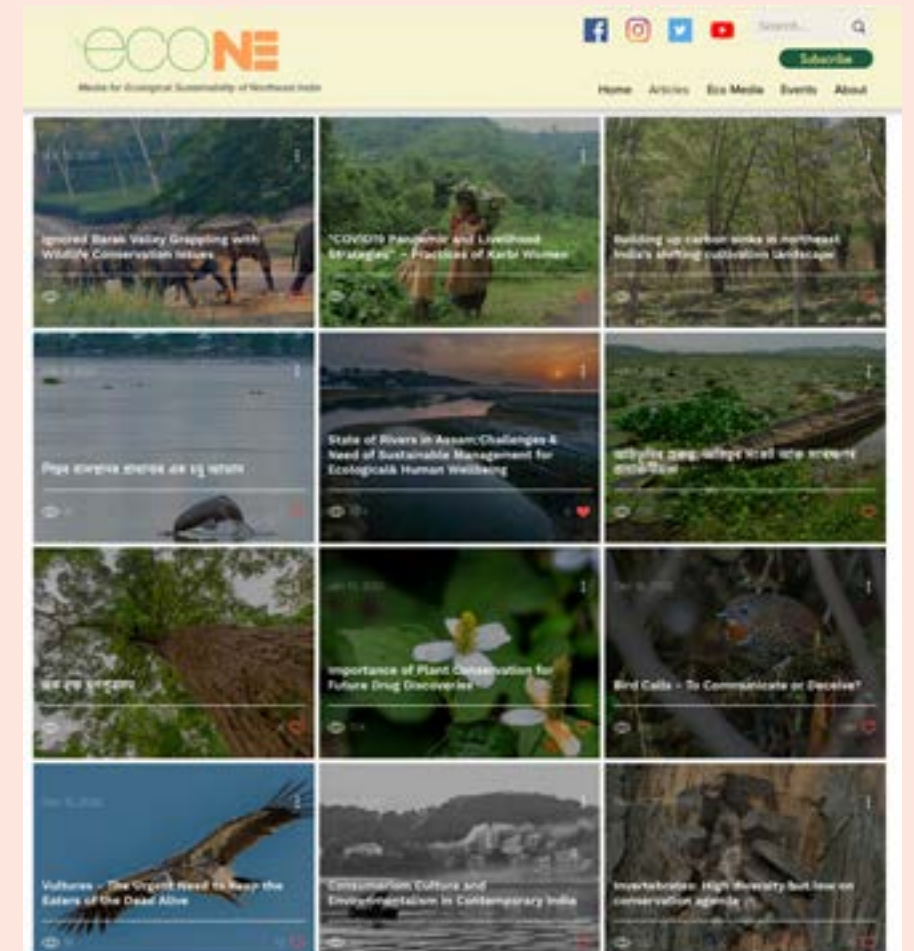 eco NE
Media for Ecological Sustainability of Northeast India
Search...
Subscribe
Home Articles Eco Media Events About
Ignored Barak Valley Grappling with
Wildlife Conservation Issues
"COVID19 Pandemic and Livelihood
Strategies" – Practices of Karbi Women
Building up carbon sinks in northeast
India's shifting cultivation landscape
State of Rivers in Assam:Challenges &
Need of Sustainable Management for
Ecological& Human Wellbeing
Importance of Plant Conservation for
Future Drug Discoveries
Bird Calls – To Communicate or Deceive?
Vultures – The Urgent Need to Keep the
Eaters of the Dead Alive
Consumerism Culture and
Environmentalism in Contemporary India
Invertebrates: High diversity but low on
conservation agenda